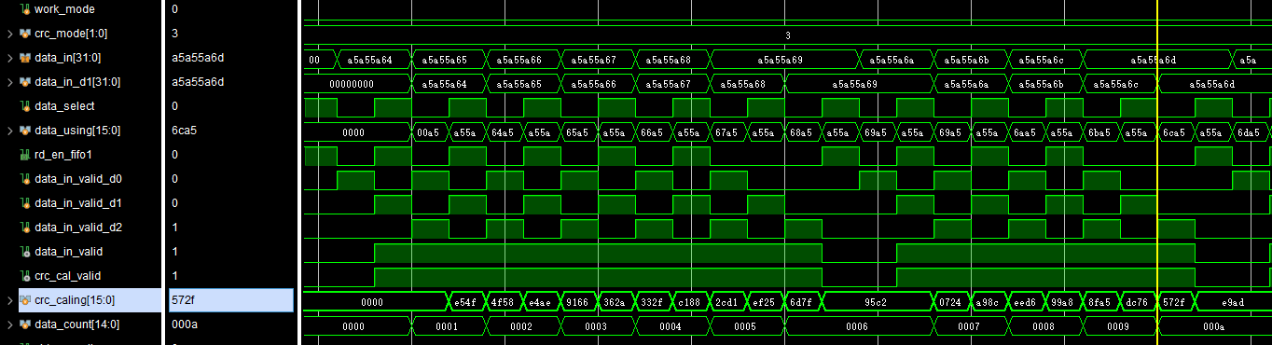 work_mode 0
crc_mode[1:0] 3 3
data_in[31:0] a5a55a6d 00 a5a55a64 a5a55a65 a5a55a66 a5a55a67 a5a55a68 a5a55a69 a5a55a6a a5a55a6b a5a55a6c a5a55a6d a5a
data_in_d1[31:0] a5a55a6d 00000000 a5a55a64 a5a55a65 a5a55a66 a5a55a67 a5a55a68 a5a55a69 a5a55a6a a5a55a6b a5a55a6c a5a55a6d
data_select 0
data_using[15:0] 6ca5 0000 00a5 a55a 64a5 a55a 65a5 a55a 66a5 a55a 67a5 a55a 68a5 a55a 69a5 a55a 69a5 a55a 6aa5 a55a 6ba5 a55a 6ca5 a55a 6da5
rd_en_fifo1 0
data_in_valid_d0 0
data_in_valid_d1 0
data_in_valid_d2 1
data_in_valid 1
crc_cal_valid 1
crc_caling[15:0] 572f 0000 e54f 4f58 e4ae 9166 362a 332f c188 2cd1 ef25 6d7f 95c2 0724 a98c eed6 99a8 8fa5 dc76 572f e9ad
data_count[14:0] 000a 0000 0001 0002 0003 0004 0005 0006 0007 0008 0009 000a